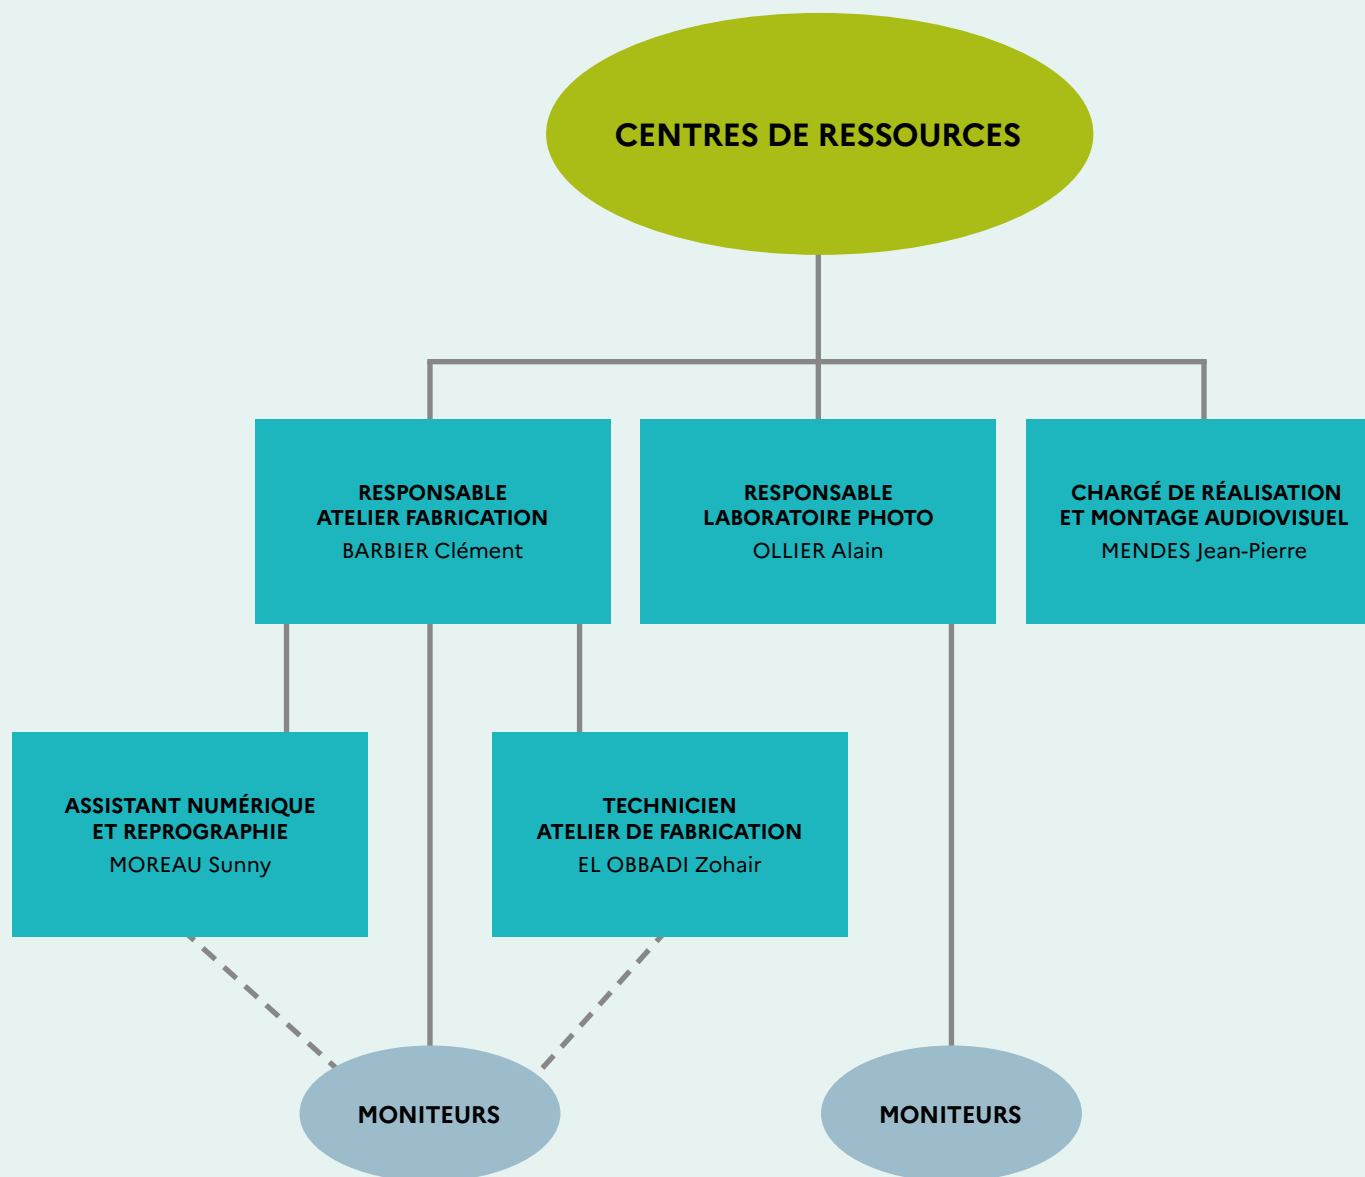 CENTRES DE RESSOURCES
RESPONSABLE
ATELIER FABRICATION
BARBIER Clément
RESPONSABLE
LABORATOIRE PHOTO
OLLIER Alain
CHARGÉ DE RÉALISATION
ET MONTAGE AUDIOVISUEL
MENDES Jean-Pierre
ASSISTANT NUMÉRIQUE
ET REPROGRAPHIE
MOREAU Sunny
TECHNICIEN
ATELIER DE FABRICATION
EL OBBADI Zohair
MONITEURS
MONITEURS